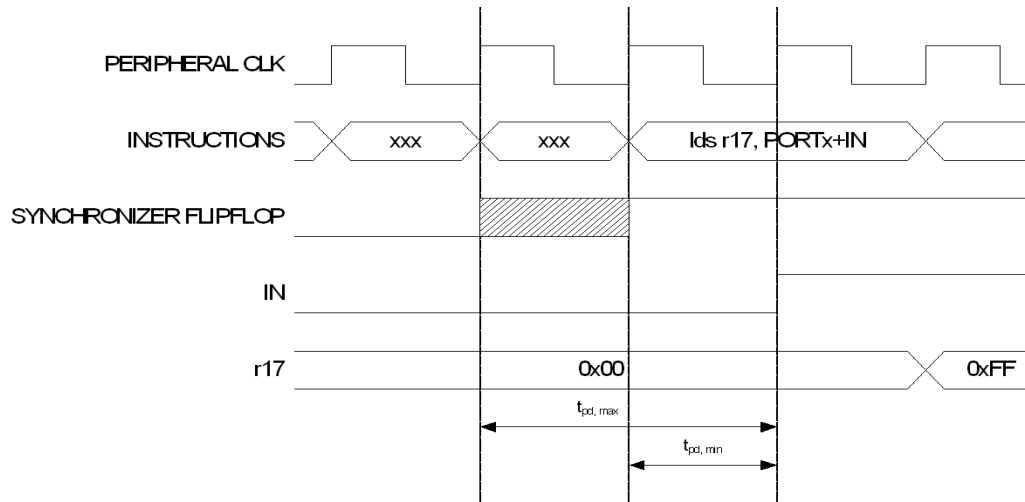 PERIPHERAL CLK
INSTRUCTIONS xxx xxx lds r17, PORTx+IN
SYNCHRONIZER FLIPFLOP
IN
r17 0x00 0xFF
tpd, max
tpd, min